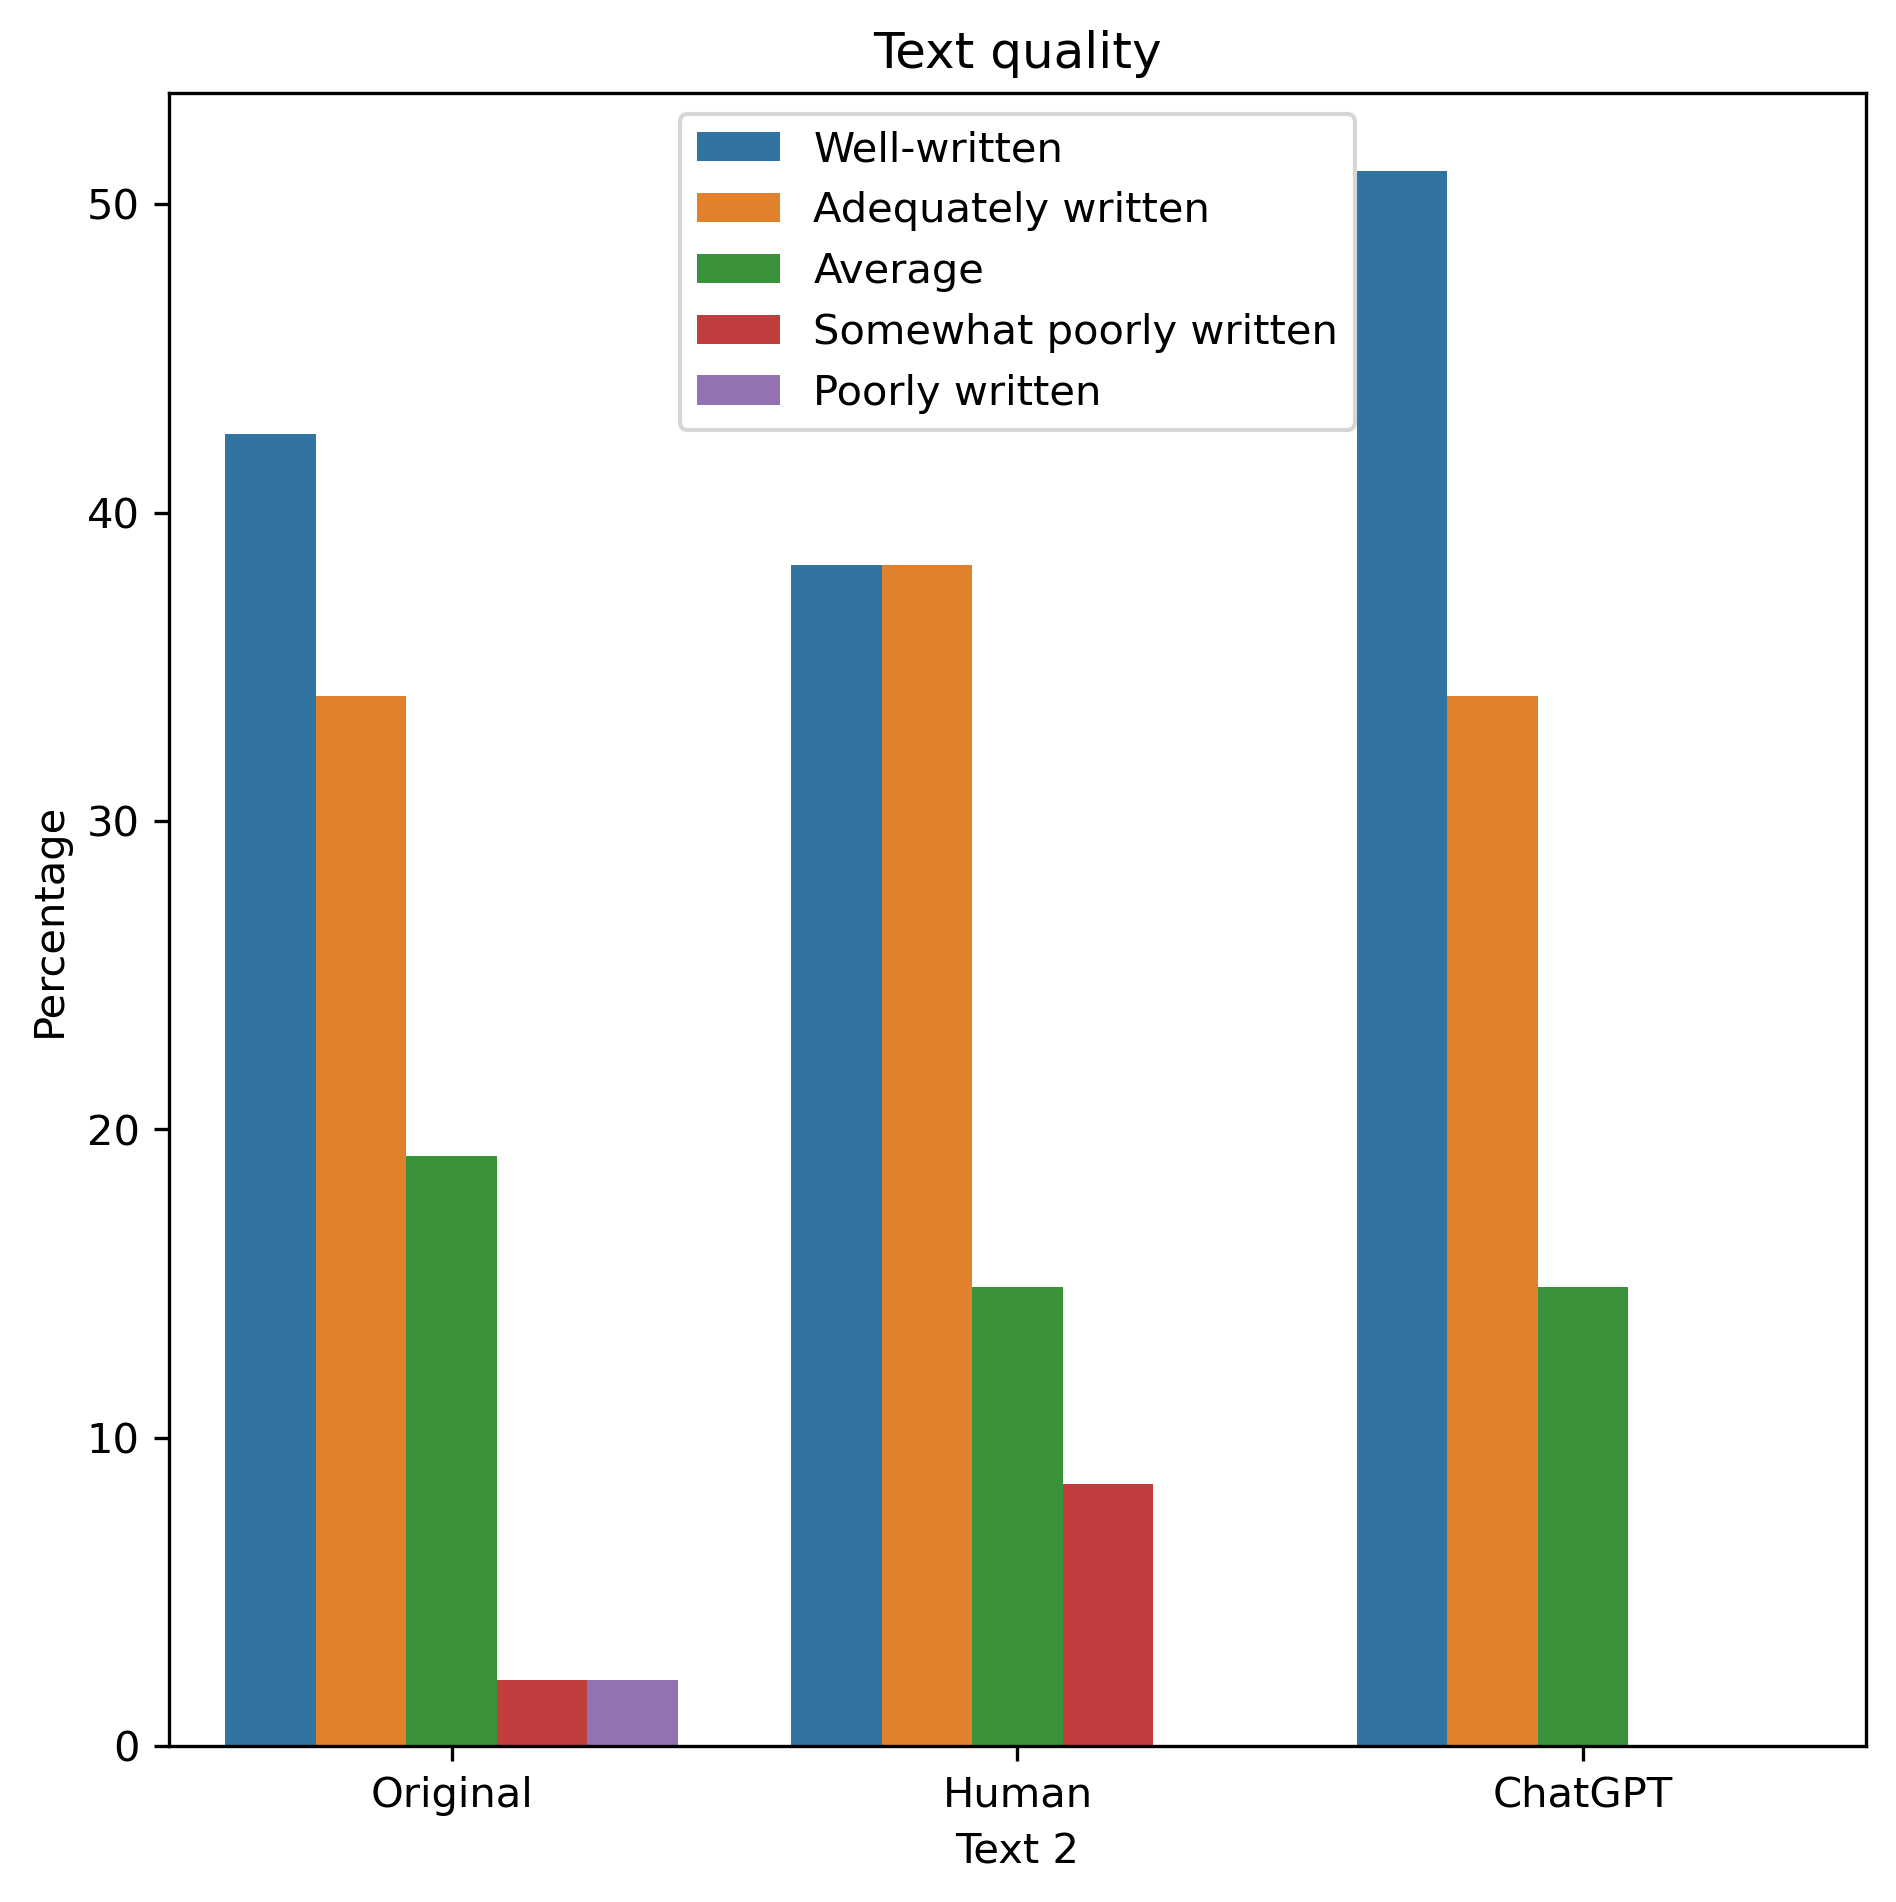 Text quality
Well-written
Adequately written
Average
Somewhat poorly written
Poorly written
50
40
30
20
10
0
Percentage
Original
Human
ChatGPT
Text 2